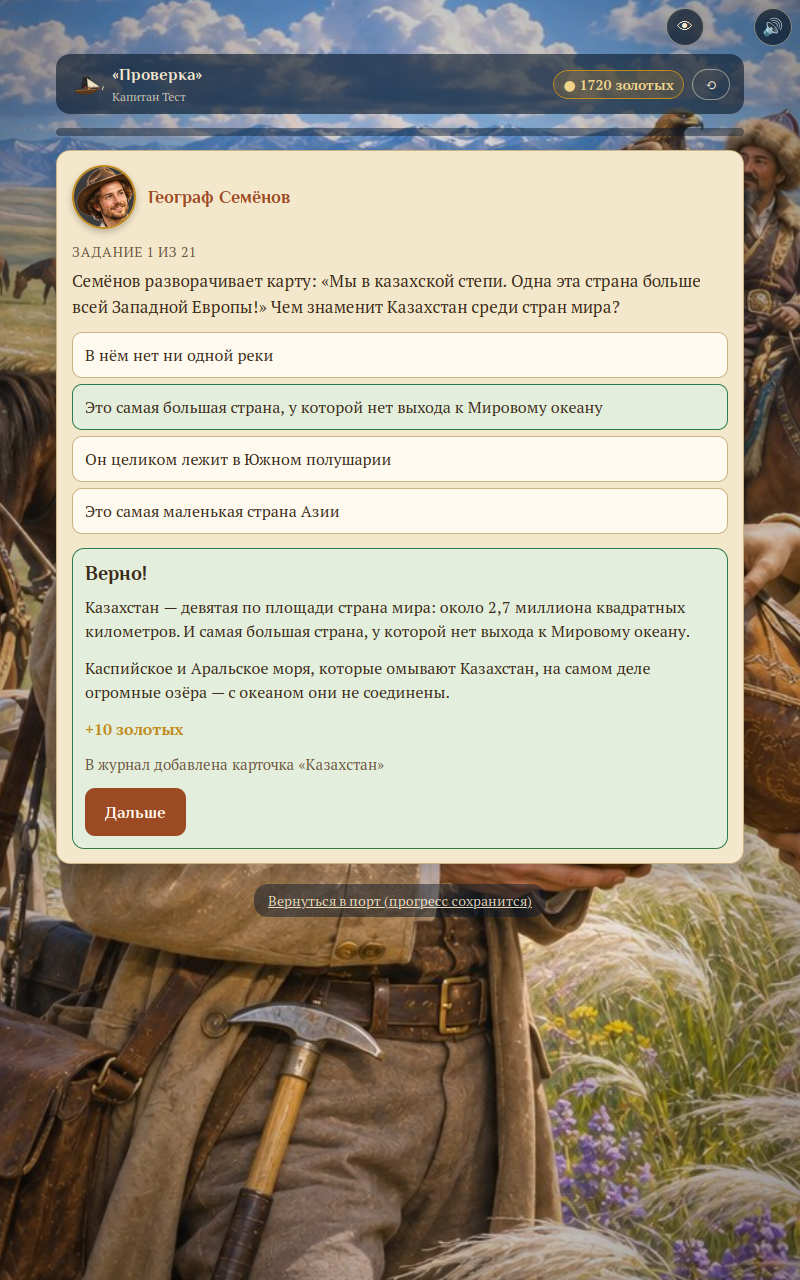 «Проверка»
Капитан Тест
1720 золотых
Географ Семёнов
ЗАДАНИЕ 1 ИЗ 21
Семёнов разворачивает карту: «Мы в казахской степи. Одна эта страна больше
всей Западной Европы!» Чем знаменит Казахстан среди стран мира?
В нём нет ни одной реки
Это самая большая страна, у которой нет выхода к Мировому океану
Он целиком лежит в Южном полушарии
Это самая маленькая страна Азии
Верно!
Казахстан — девятая по площади страна мира: около 2,7 миллиона квадратных
километров. И самая большая страна, у которой нет выхода к Мировому океану.
Каспийское и Аральское моря, которые омывают Казахстан, на самом деле
огромные озёра — с океаном они не соединены.
+10 золотых
В журнал добавлена карточка «Казахстан»
Дальше
Вернуться в порт (прогресс сохранится)